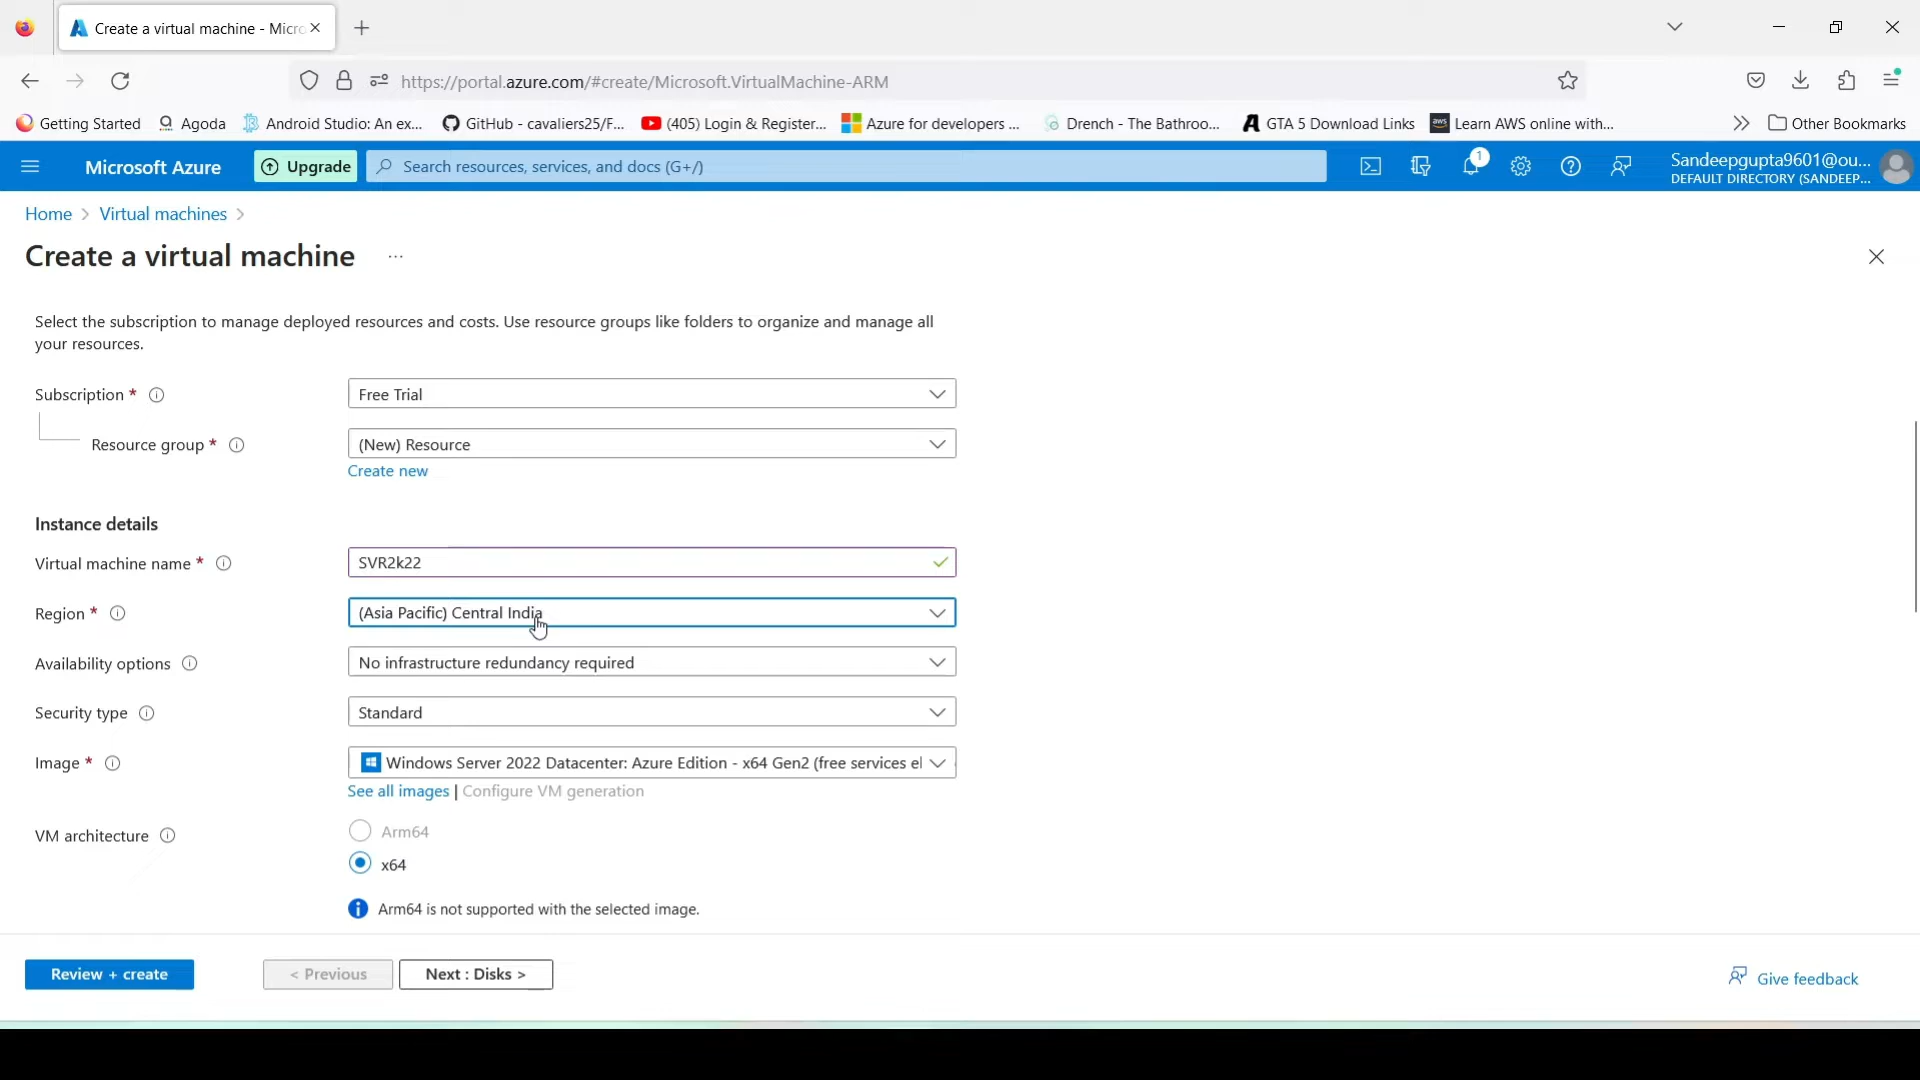 Create a virtual machine - Micro
https://portal.azure.com/#create/Microsoft.VirtualMachine-ARM
Getting Started Agoda Android Studio: An ex... GitHub - cavaliers25/F... (405) Login & Register... Azure for developers ... Drench - The Bathroo... GTA 5 Download Links Learn AWS online with... Other Bookmarks
Microsoft Azure Upgrade Search resources, services, and docs (G+/) 1 Sandeepgupta9601@ou...
DEFAULT DIRECTORY (SANDEEP...
Home > Virtual machines >
Create a virtual machine ...
Select the subscription to manage deployed resources and costs. Use resource groups like folders to organize and manage all
your resources.
Subscription * Free Trial
Resource group * (New) Resource
Create new
Instance details
Virtual machine name * SVR2k22
Region * (Asia Pacific) Central India
Availability options No infrastructure redundancy required
Security type Standard
Image * Windows Server 2022 Datacenter: Azure Edition - x64 Gen2 (free services el
See all images | Configure VM generation
VM architecture Arm64
x64
Arm64 is not supported with the selected image.
Review + create < Previous Next : Disks > Give feedback